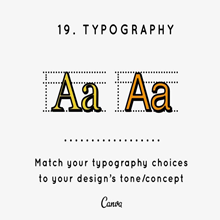 19. TYPOGRAPHY
Aa Aa
Match your typography choices
to your design's tone/concept
Canva